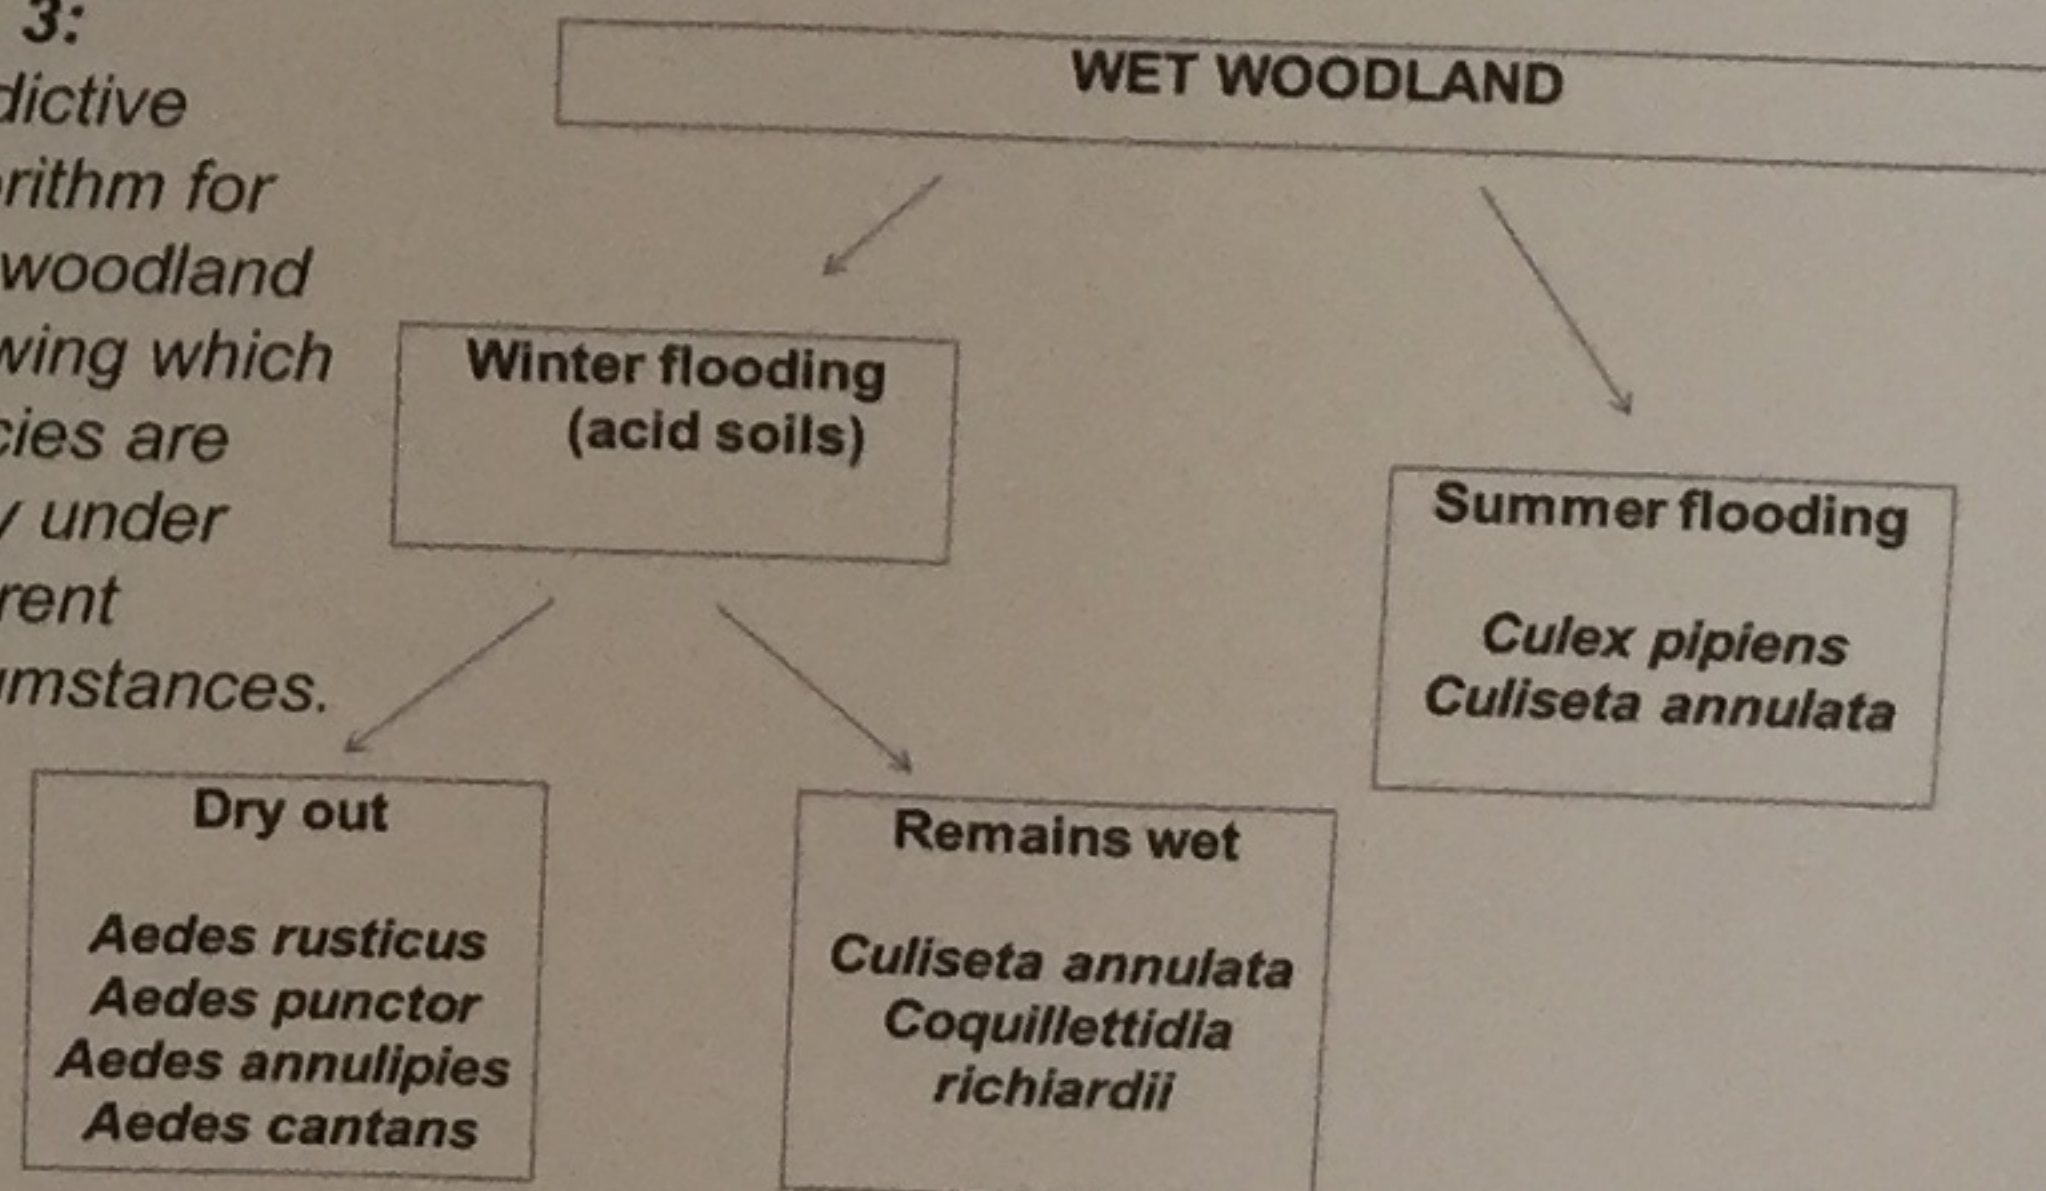 3:
dictive
rithm for
woodland
wing which
cies are
under
rent
umstances.
WET WOODLAND
Winter flooding
(acid soils)
Summer flooding
Culex pipiens
Culiseta annulata
Dry out
Aedes rusticus
Aedes punctor
Aedes annulipies
Aedes cantans
Remains wet
Culiseta annulata
Coquillettidia
richiardii